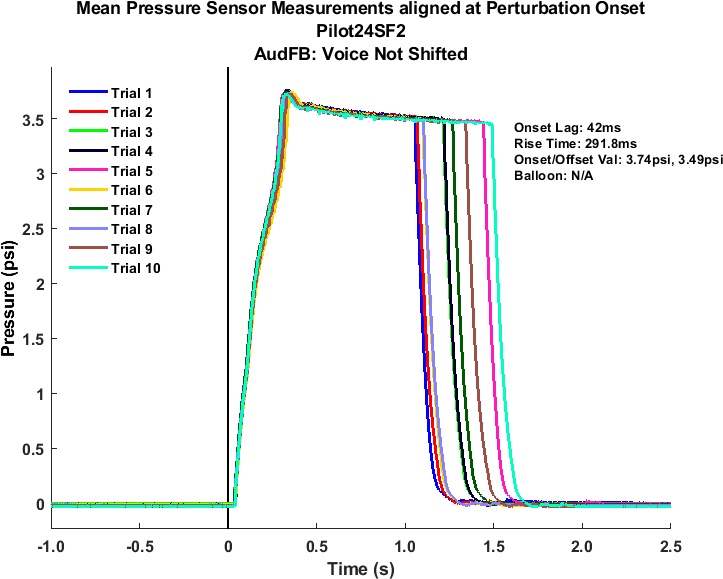 Mean Pressure Sensor Measurements aligned at Perturbation Onset
Pilot24SF2
AudFB: Voice Not Shifted
Trial 1
Trial 2
Trial 3
Trial 4
Trial 5
Trial 6
Trial 7
Trial 8
Trial 9
Trial 10
Onset Lag: 42ms
Rise Time: 291.8ms
Onset/Offset Val: 3.74psi, 3.49psi
Balloon: N/A
Pressure (psi)
3.5
3
2.5
2
1.5
1
0.5
0
-1.0 -0.5 0 0.5 1.0 1.5 2.0 2.5
Time (s)